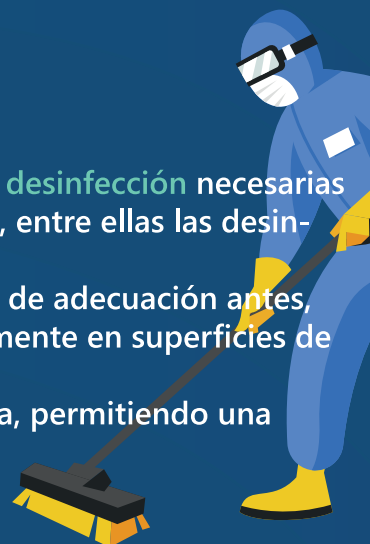 desinfección necesarias
, entre ellas las desin-
de adecuación antes,
mente en superficies de
a, permitiendo una